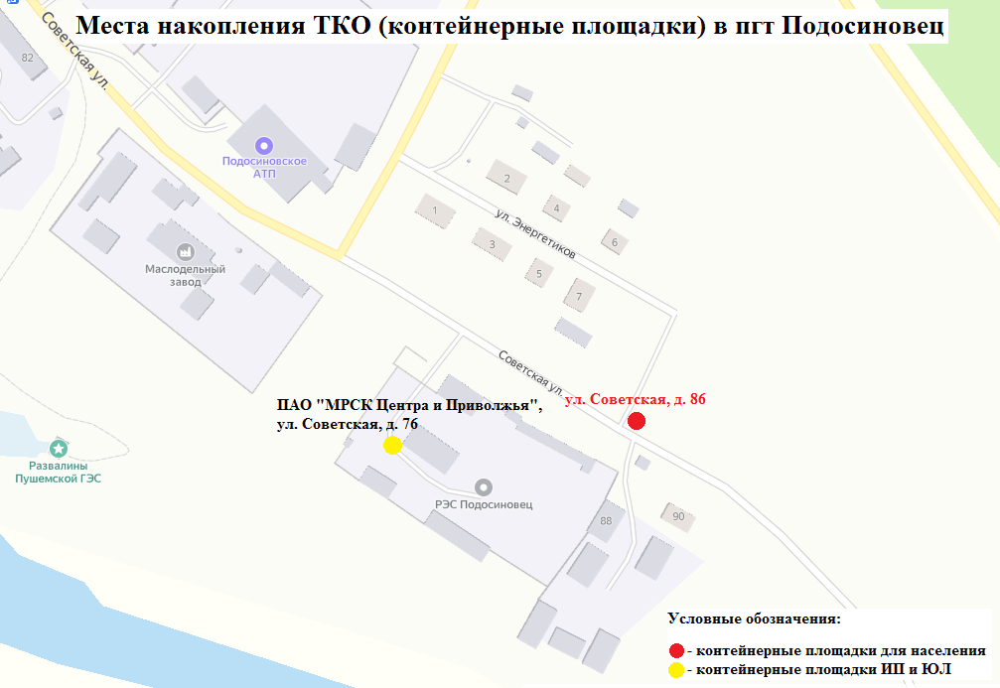 Места накопления ТКО (контейнерные площадки) в пгт Подосиновец
Советская ул.
82
Подосиновское
АТП
Маслодельный
завод
2
1
4
ул. Энергетиков
3
6
5
7
Советская ул.
ул. Советская, д. 86
ПАО "МРСК Центра и Приволжья",
ул. Советская, д. 76
Развалины
Пушемской ГЭС
РЭС Подосиновец
88
90
Условные обозначения:
- контейнерные площадки для населения
- контейнерные площадки ИП и ЮЛ